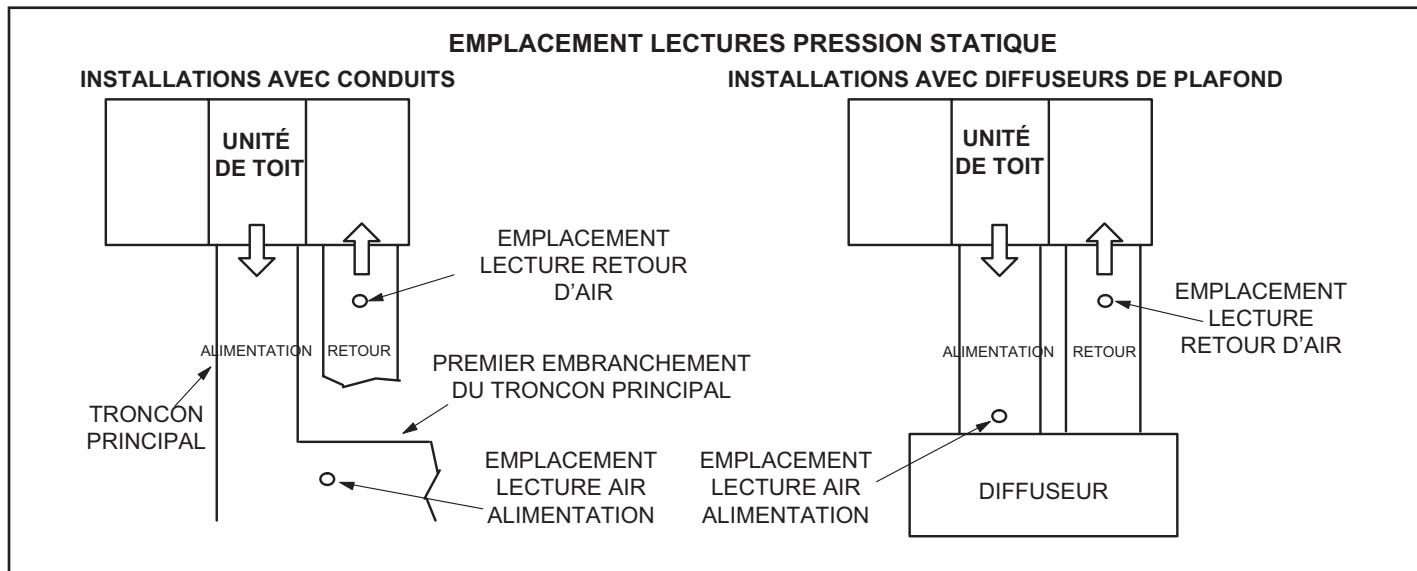 EMPLACEMENT LECTURES PRESSION STATIQUE
INSTALLATIONS AVEC CONDUITS
UNITÉ
DE TOIT
EMPLACEMENT
LECTURE RETOUR
D'AIR
ALIMENTATION
RETOUR
PREMIER EMBRANCHEMENT
DU TRONCON PRINCIPAL
TRONCON
PRINCIPAL
EMPLACEMENT
LECTURE AIR
ALIMENTATION
INSTALLATIONS AVEC DIFFUSEURS DE PLAFOND
UNITÉ
DE TOIT
EMPLACEMENT
LECTURE
RETOUR D'AIR
ALIMENTATION
RETOUR
EMPLACEMENT
LECTURE AIR
ALIMENTATION
DIFFUSEUR